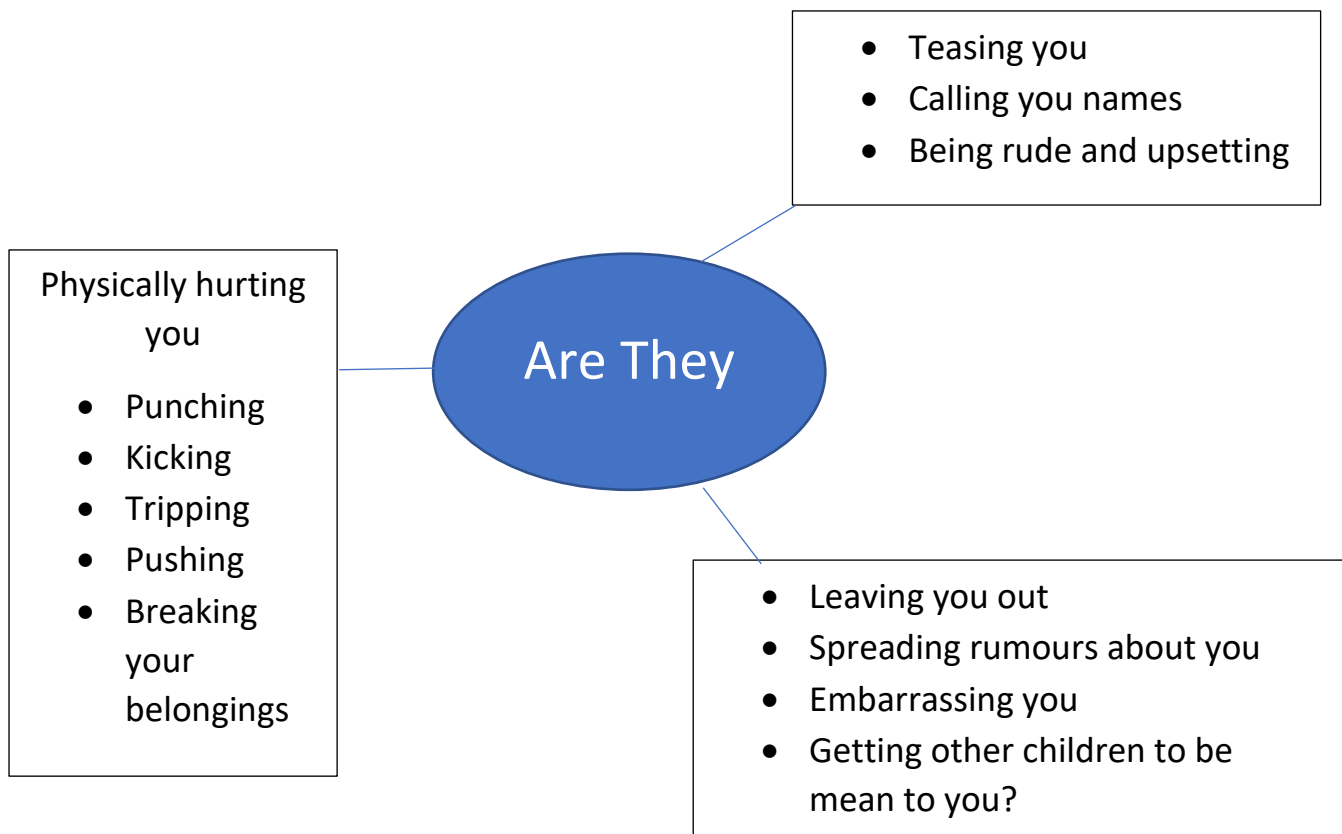 • Teasing you
• Calling you names
• Being rude and upsetting
Physically hurting
you
• Punching
• Kicking
• Tripping
• Pushing
• Breaking
your
belongings
Are They
• Leaving you out
• Spreading rumours about you
• Embarrassing you
• Getting other children to be
mean to you?